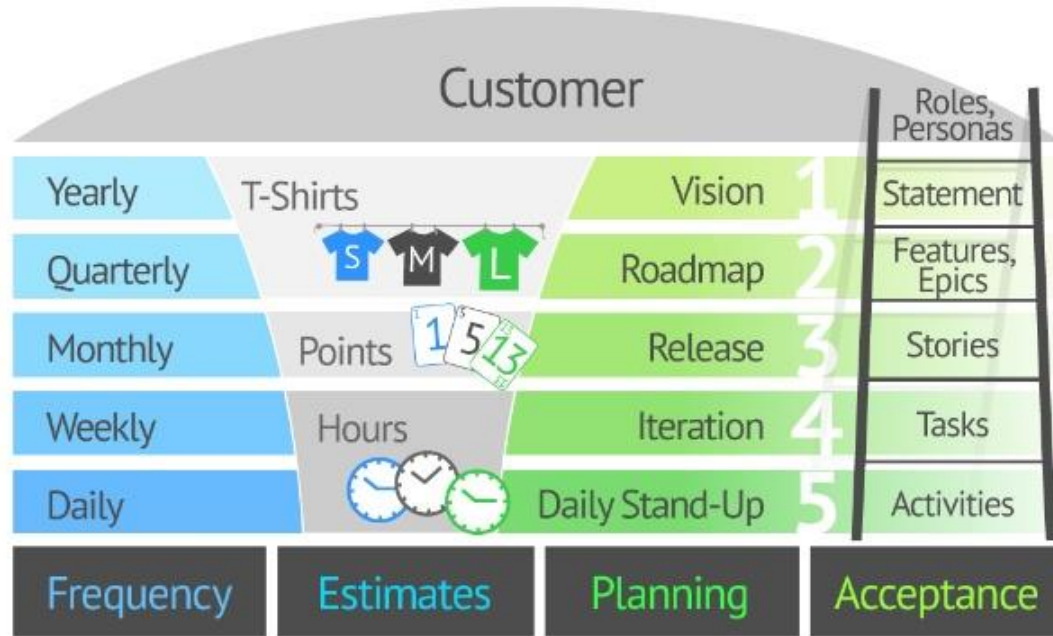 Customer
Roles,
Personas
Yearly
T-Shirts
S
M
L
Vision
1
Statement
Quarterly
Roadmap
2
Features,
Epics
Monthly
Points
1
5
13
Release
3
Stories
Weekly
Hours
Iteration
4
Tasks
Daily
Daily Stand-Up
5
Activities
Frequency
Estimates
Planning
Acceptance